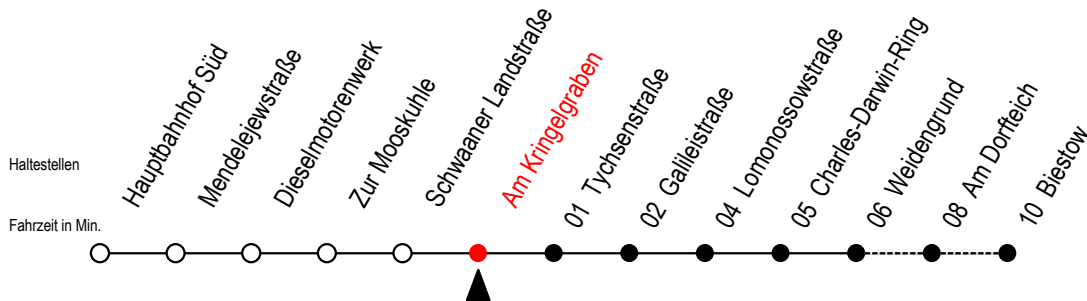 Haltestellen
Fahrzeit in Min.
Hauptbahnhof Süd
Mendelejewstraße
Dieselmotorenwerk
Zur Mooskuhle
Schwaaner Landstraße
Am Kringelgraben
01 Tychsenstraße
02 Galileistraße
04 Lomonossowstraße
05 Charles-Darwin-Ring
06 Weidengrund
08 Am Dorfteich
10 Biestow